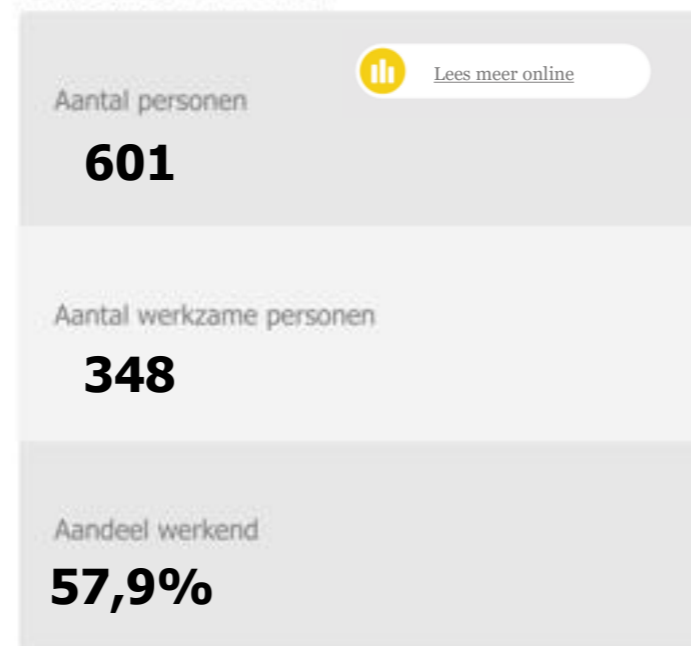 Lees meer online
Aantal personen
601
Aantal werkzame personen
348
Aandeel werkend
57,9%